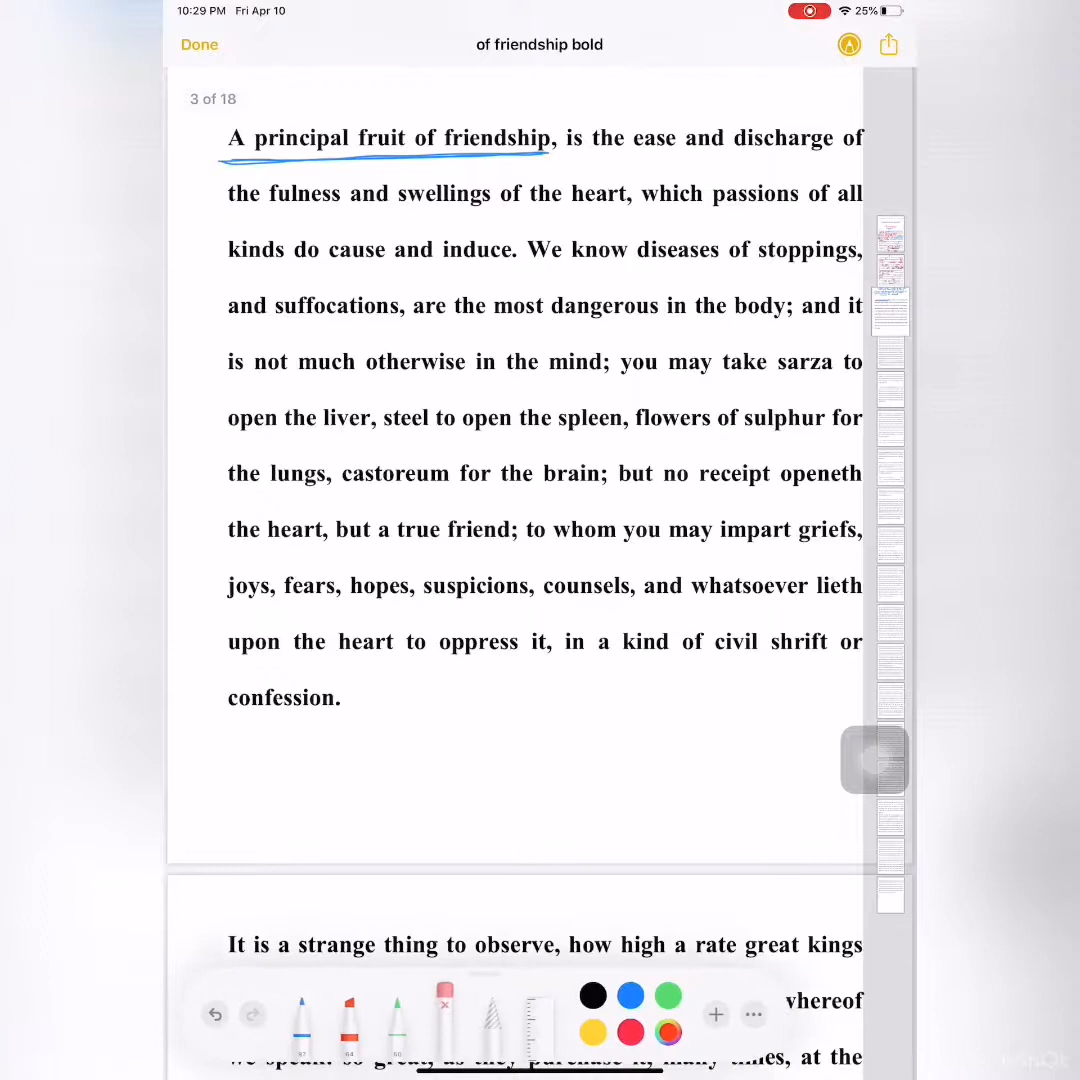 10:29 PM Fri Apr 10
25%
Done
of friendship bold
3 of 18
A principal fruit of friendship, is the ease and discharge of
the fulness and swellings of the heart, which passions of all
kinds do cause and induce. We know diseases of stoppings,
and suffocations, are the most dangerous in the body; and it
is not much otherwise in the mind; you may take sarza to
open the liver, steel to open the spleen, flowers of sulphur for
the lungs, castoreum for the brain; but no receipt openeth
the heart, but a true friend; to whom you may impart griefs,
joys, fears, hopes, suspicions, counsels, and whatsoever lieth
upon the heart to oppress it, in a kind of civil shrift or
confession.
It is a strange thing to observe, how high a rate great kings
whereof
at the
97
64
50